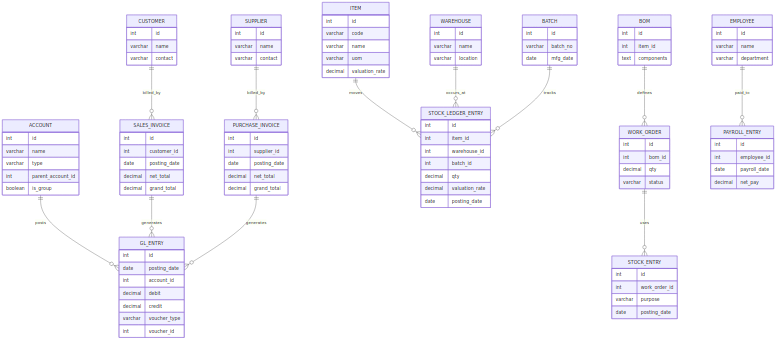 CUSTOMER
int id
varchar name
varchar contact
SUPPLIER
int id
varchar name
varchar contact
ITEM
int id
varchar code
varchar name
varchar uom
decimal valuation_rate
WAREHOUSE
int id
varchar name
varchar location
BATCH
int id
varchar batch_no
date mfg_date
BOM
int id
int item_id
text components
EMPLOYEE
int id
varchar name
varchar department
billed_by
billed_by
moves
occurs_at
tracks
defines
paid_to
ACCOUNT
int id
varchar name
varchar type
int parent_account_id
boolean is_group
SALES_INVOICE
int id
int customer_id
date posting_date
decimal net_total
decimal grand_total
PURCHASE_INVOICE
int id
int supplier_id
date posting_date
decimal net_total
decimal grand_total
STOCK_LEDGER_ENTRY
int id
int item_id
int warehouse_id
int batch_id
decimal qty
decimal valuation_rate
date posting_date
WORK_ORDER
int id
int bom_id
decimal qty
varchar status
PAYROLL_ENTRY
int id
int employee_id
date payroll_date
decimal net_pay
posts
generates
generates
uses
GL_ENTRY
int id
date posting_date
int account_id
decimal debit
decimal credit
varchar voucher_type
int voucher_id
STOCK_ENTRY
int id
int work_order_id
varchar purpose
date posting_date